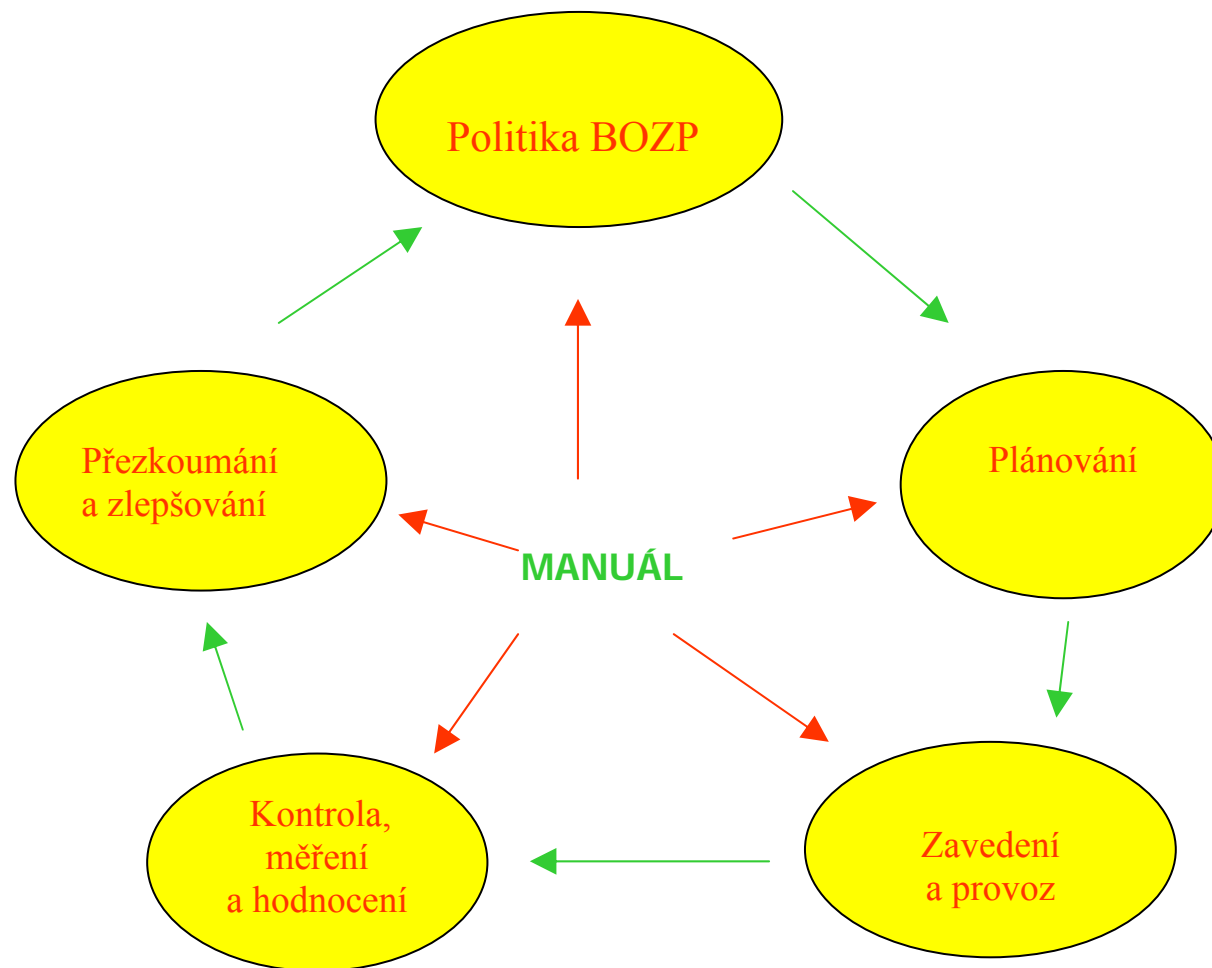 Politika BOZP
Přezkoumání
a zlepšování
Plánování
MANUÁL
Kontrola,
měření
a hodnocení
Zavedení
a provoz